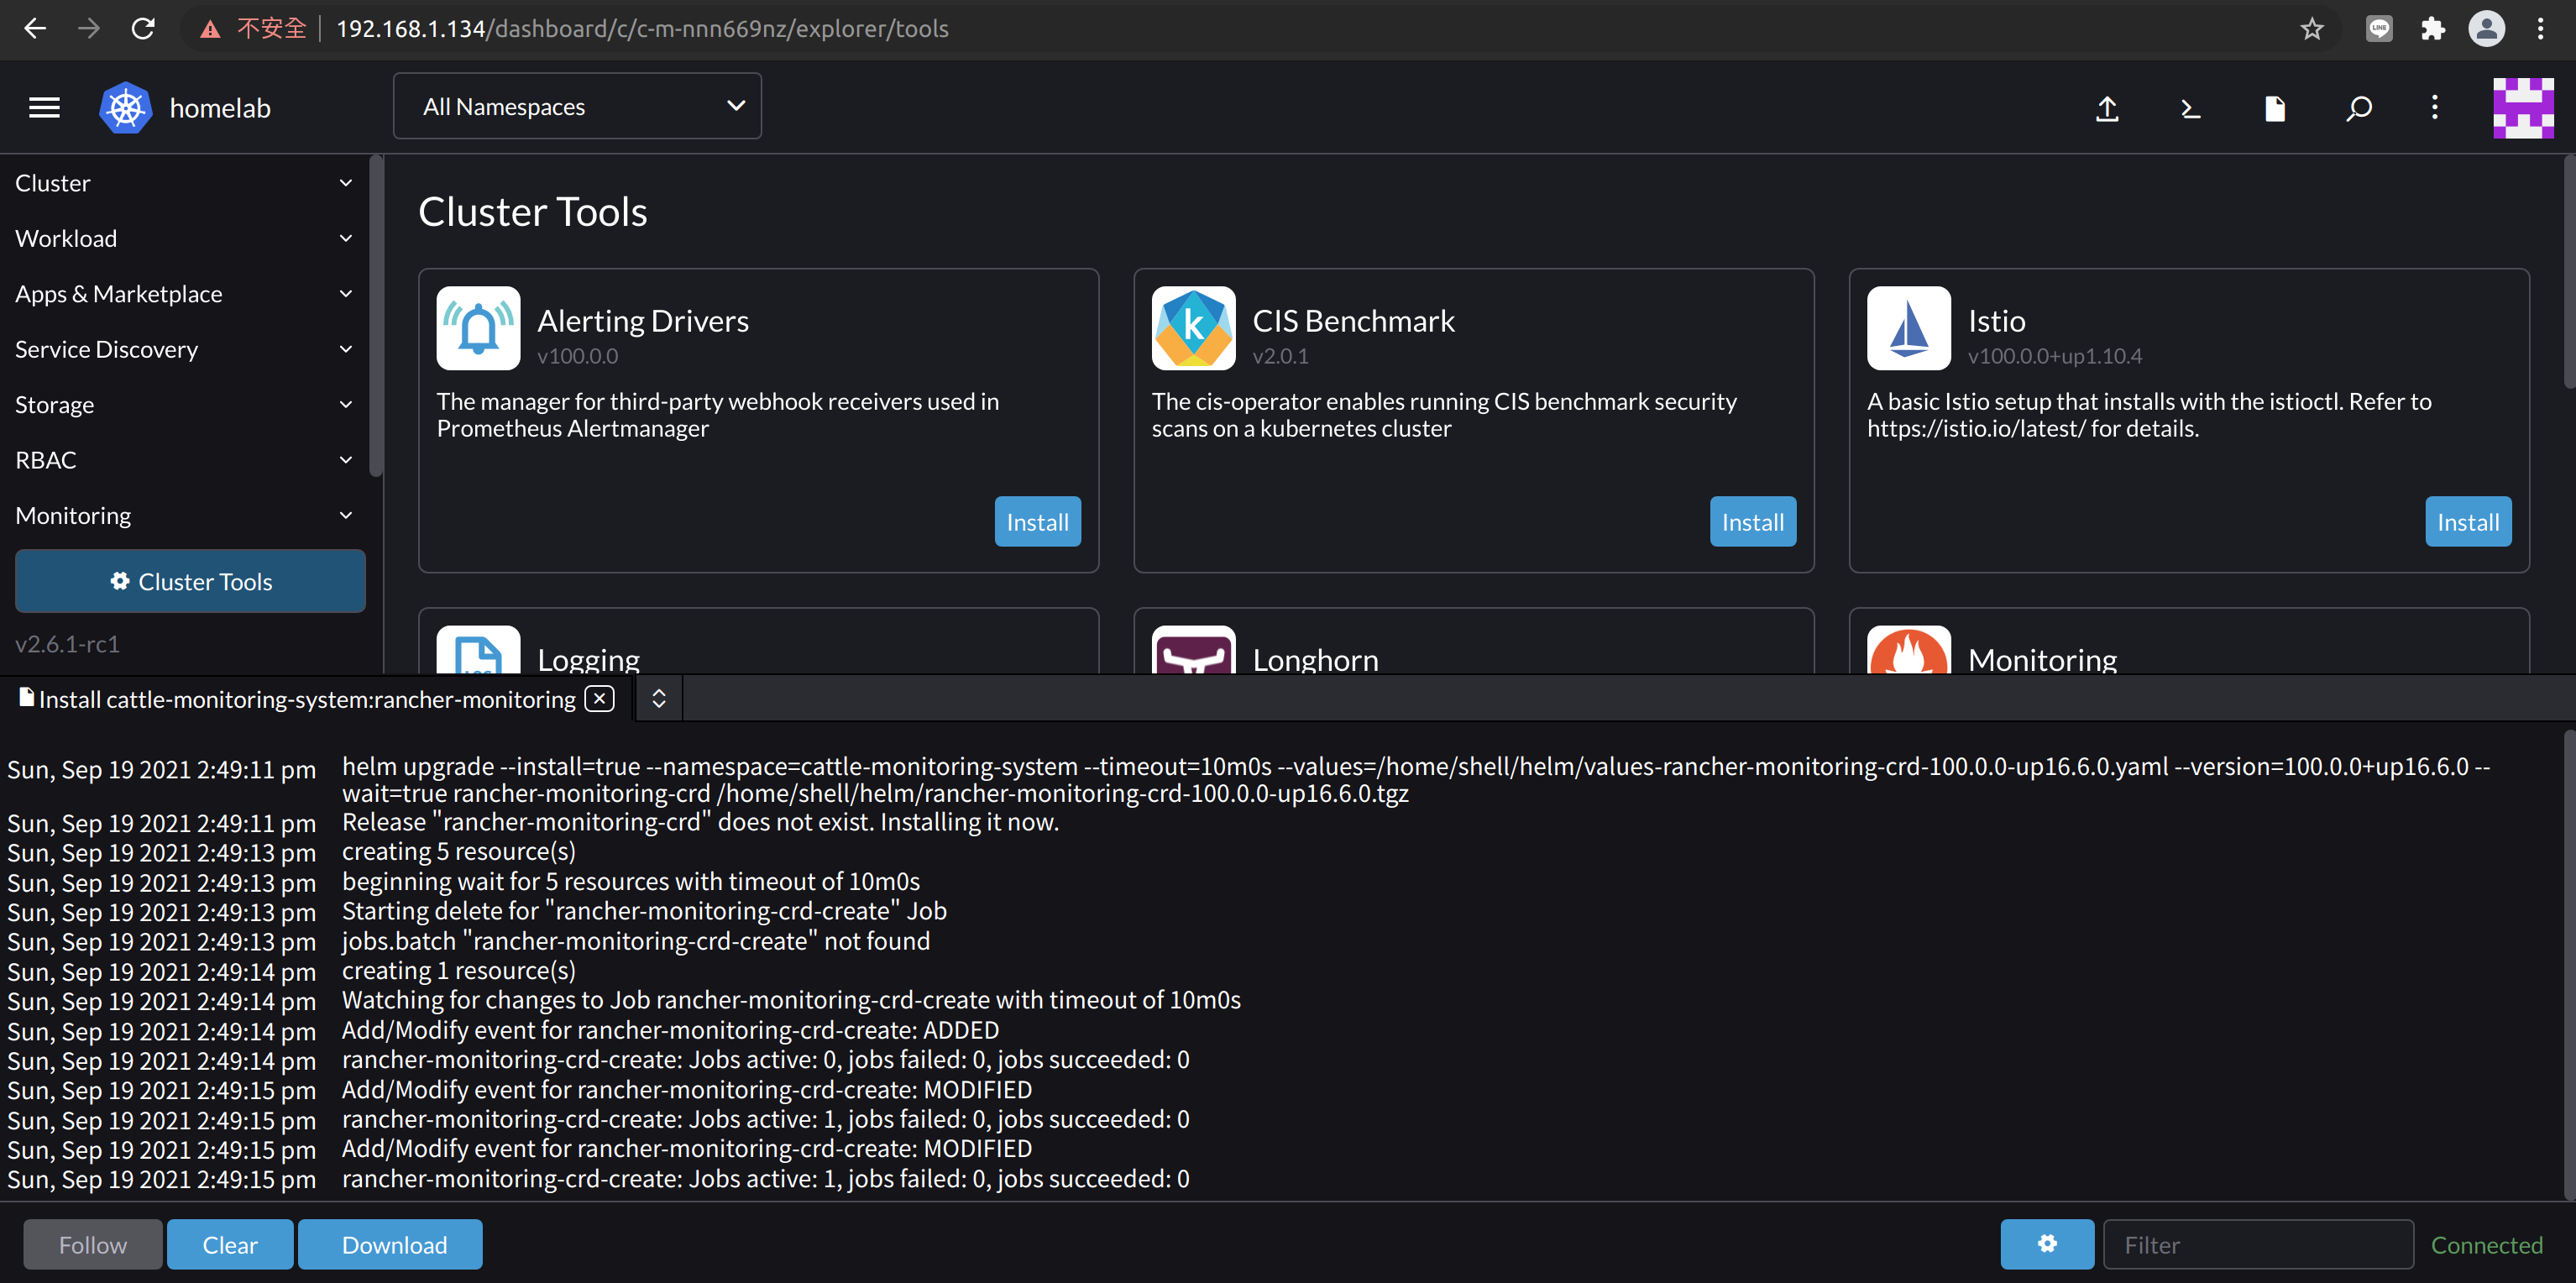 不安全 192.168.1.134/dashboard/c/c-m-nnn669nz/explorer/tools
LINE
homelab
All Namespaces
Cluster
Workload
Apps & Marketplace
Service Discovery
Storage
RBAC
Monitoring
Cluster Tools
v2.6.1-rc1
Cluster Tools
Alerting Drivers
v100.0.0
The manager for third-party webhook receivers used in
Prometheus Alertmanager
Install
k
CIS Benchmark
v2.0.1
The cis-operator enables running CIS benchmark security
scans on a kubernetes cluster
Install
Istio
v100.0.0+up1.10.4
A basic Istio setup that installs with the istioctl. Refer to
https://istio.io/latest/ for details.
Install
Logging
Longhorn
Monitoring
Install cattle-monitoring-system:rancher-monitoring
Sun, Sep 19 2021 2:49:11 pm helm upgrade --install=true --namespace=cattle-monitoring-system --timeout=10m0s --values=/home/shell/helm/values-rancher-monitoring-crd-100.0.0-up16.6.0.yaml --version=100.0.0+up16.6.0 --
wait=true rancher-monitoring-crd /home/shell/helm/rancher-monitoring-crd-100.0.0-up16.6.0.tgz
Sun, Sep 19 2021 2:49:11 pm Release "rancher-monitoring-crd" does not exist. Installing it now.
Sun, Sep 19 2021 2:49:13 pm creating 5 resource(s)
Sun, Sep 19 2021 2:49:13 pm beginning wait for 5 resources with timeout of 10m0s
Sun, Sep 19 2021 2:49:13 pm Starting delete for "rancher-monitoring-crd-create" Job
Sun, Sep 19 2021 2:49:13 pm jobs.batch "rancher-monitoring-crd-create" not found
Sun, Sep 19 2021 2:49:14 pm creating 1 resource(s)
Sun, Sep 19 2021 2:49:14 pm Watching for changes to Job rancher-monitoring-crd-create with timeout of 10m0s
Sun, Sep 19 2021 2:49:14 pm Add/Modify event for rancher-monitoring-crd-create: ADDED
Sun, Sep 19 2021 2:49:14 pm rancher-monitoring-crd-create: Jobs active: 0, jobs failed: 0, jobs succeeded: 0
Sun, Sep 19 2021 2:49:15 pm Add/Modify event for rancher-monitoring-crd-create: MODIFIED
Sun, Sep 19 2021 2:49:15 pm rancher-monitoring-crd-create: Jobs active: 1, jobs failed: 0, jobs succeeded: 0
Sun, Sep 19 2021 2:49:15 pm Add/Modify event for rancher-monitoring-crd-create: MODIFIED
Sun, Sep 19 2021 2:49:15 pm rancher-monitoring-crd-create: Jobs active: 1, jobs failed: 0, jobs succeeded: 0
Follow
Clear
Download
Filter
Connected